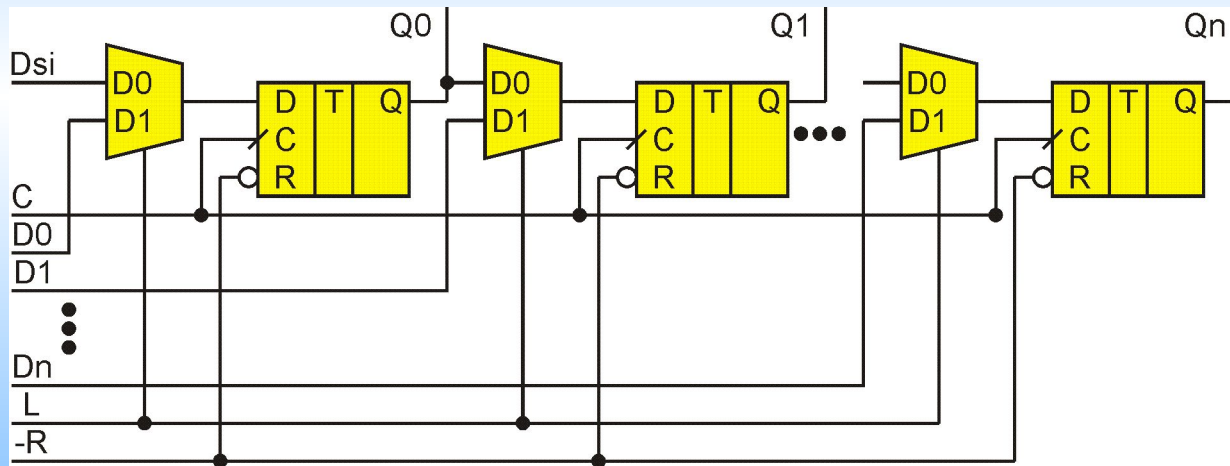 Q0 Q1 Qn
Dsi D0 D0 D0
D T Q D T Q D T Q
D1 D1 D1
C C C
R R R
C
D0
D1
Dn
L
-R